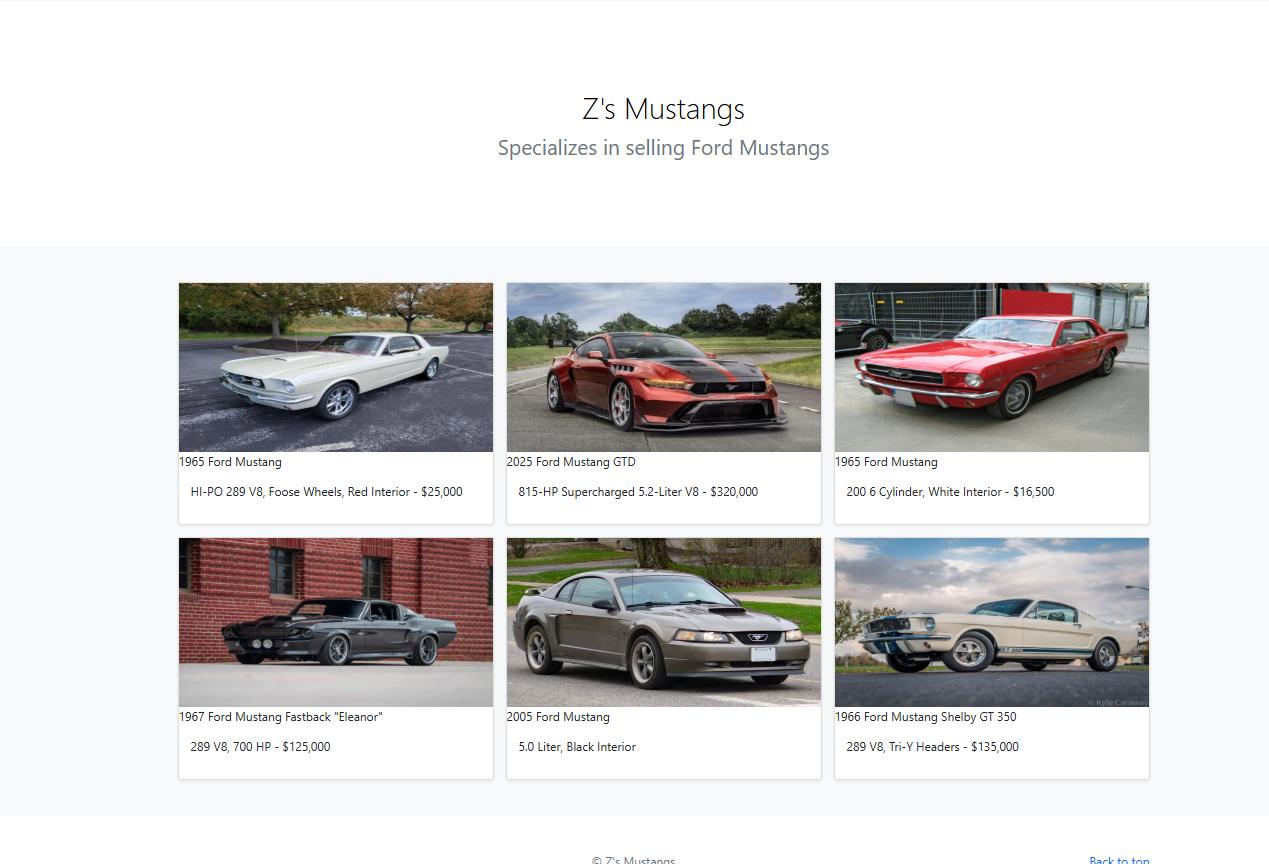 Z's Mustangs
Specializes in selling Ford Mustangs
1965 Ford Mustang
HI-PO 289 V8, Foose Wheels, Red Interior - $25,000
2025 Ford Mustang GTD
815-HP Supercharged 5.2-Liter V8 - $320,000
1965 Ford Mustang
200 6 Cylinder, White Interior - $16,500
© Kyle Caraway
1967 Ford Mustang Fastback "Eleanor"
289 V8, 700 HP - $125,000
2005 Ford Mustang
5.0 Liter, Black Interior
1966 Ford Mustang Shelby GT 350
289 V8, Tri-Y Headers - $135,000
© Z's Mustangs
Back to top